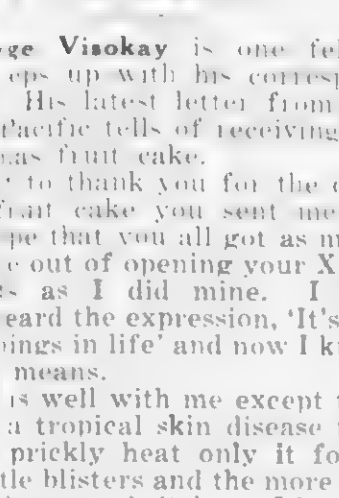 ge Visokay is one fel
eps up with his corresp
His latest letter from
Pacific tells of receiving
mas fruit cake.
to thank you for the c
fruit cake you sent me
pe that you all got as m
e out of opening your X
s as I did mine. I
eard the expression, 'It's
ings in life' and now I k
means.
is well with me except
a tropical skin disease
prickly heat only it fo
tle blisters and the more